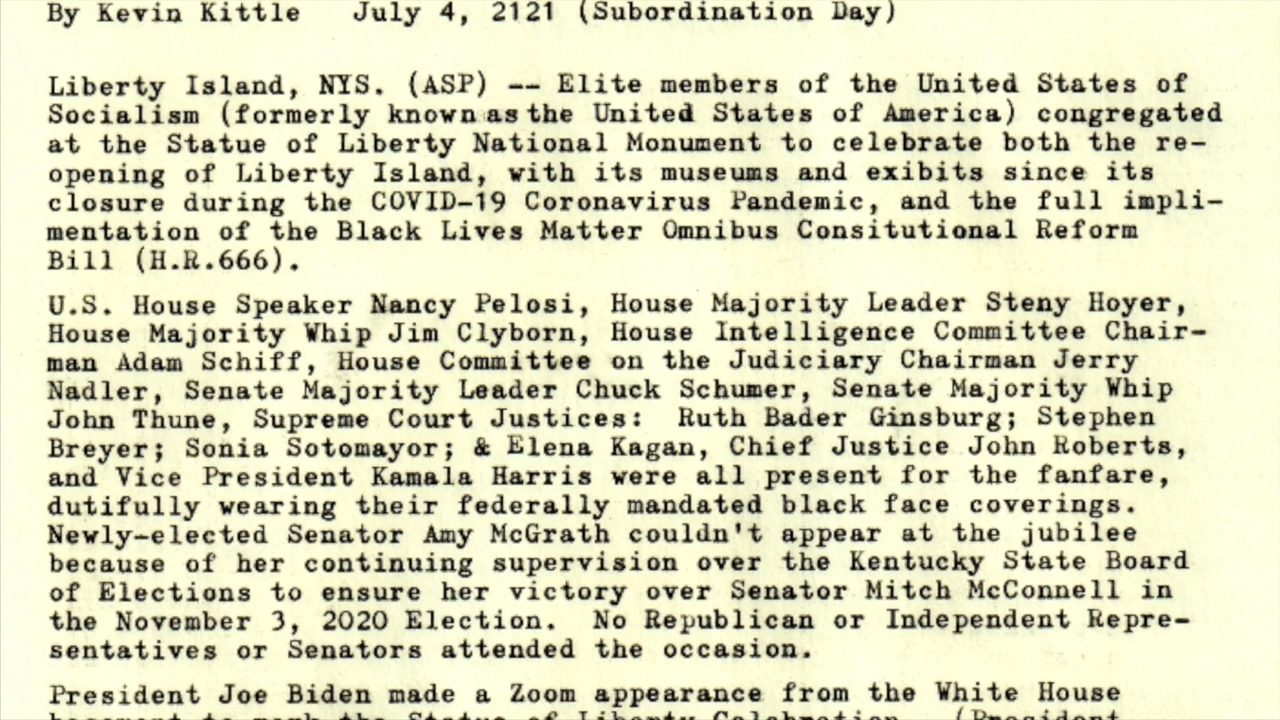 By Kevin Kittle   July 4, 2121 (Subordination Day)
Liberty Island, NYS. (ASP) -- Elite members of the United States of
Socialism (formerly known as the United States of America) congregated
at the Statue of Liberty National Monument to celebrate both the re-
opening of Liberty Island, with its museums and exibits since its
closure during the COVID-19 Coronavirus Pandemic, and the full impli-
mentation of the Black Lives Matter Omnibus Consitutional Reform
Bill (H.R.666).
U.S. House Speaker Nancy Pelosi, House Majority Leader Steny Hoyer,
House Majority Whip Jim Clyborn, House Intelligence Committee Chair-
man Adam Schiff, House Committee on the Judiciary Chairman Jerry
Nadler, Senate Majority Leader Chuck Schumer, Senate Majority Whip
John Thune, Supreme Court Justices:  Ruth Bader Ginsburg; Stephen
Breyer; Sonia Sotomayor; & Elena Kagan, Chief Justice John Roberts,
and Vice President Kamala Harris were all present for the fanfare,
dutifully wearing their federally mandated black face coverings.
Newly-elected Senator Amy McGrath couldn't appear at the jubilee
because of her continuing supervision over the Kentucky State Board
of Elections to ensure her victory over Senator Mitch McConnell in
the November 3, 2020 Election.  No Republican or Independent Repre-
sentatives or Senators attended the occasion.
President Joe Biden made a Zoom appearance from the White House
basement to mark the Statue of Liberty Celebration.  (President